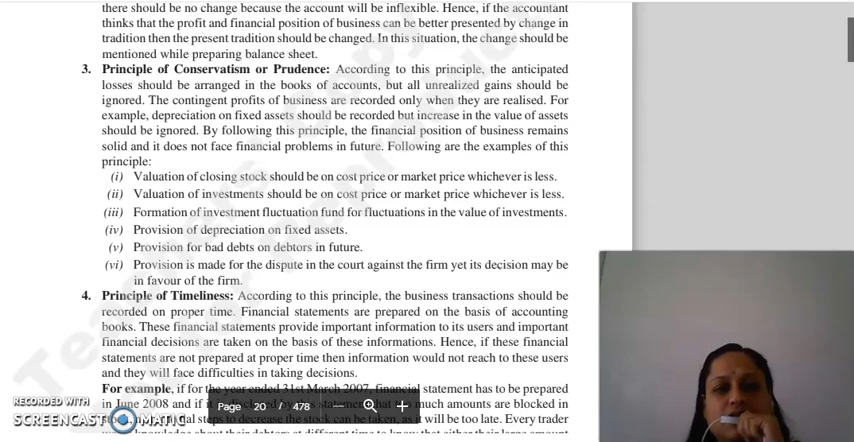 there should be no change because the account will be inflexible. Hence, if the accountant
thinks that the profit and financial position of business can be better presented by change in
tradition then the present tradition should be changed. In this situation, the change should be
mentioned while preparing balance sheet.
3. Principle of Conservatism or Prudence: According to this principle, the anticipated
losses should be arranged in the books of accounts, but all unrealized gains should be
ignored. The contingent profits of business are recorded only when they are realised. For
example, depreciation on fixed assets should be recorded but increase in the value of assets
should be ignored. By following this principle, the financial position of business remains
solid and it does not face financial problems in future. Following are the examples of this
principle:
(i) Valuation of closing stock should be on cost price or market price whichever is less.
(ii) Valuation of investments should be on cost price or market price whichever is less.
(iii) Formation of investment fluctuation fund for fluctuations in the value of investments.
(iv) Provision of depreciation on fixed assets.
(v) Provision for bad debts on debtors in future.
(vi) Provision is made for the dispute in the court against the firm yet its decision may be
in favour of the firm.
4. Principle of Timeliness: According to this principle, the business transactions should be
recorded on proper time. Financial statements are prepared on the basis of accounting
books. These financial statements provide important information to its users and important
financial decisions are taken on the basis of these informations. Hence, if these financial
statements are not prepared at proper time then information would not reach to these users
and they will face difficulties in taking decisions.
For example, if for the year ended 31st March 2007, financial statement has to be prepared
in June 2008 and if it much amounts are blocked in
steps to decrease the stock can be taken, as it will be too late. Every trader
Page 20 / 478
RECORDED WITH
SCREENCAST-O-MATIC